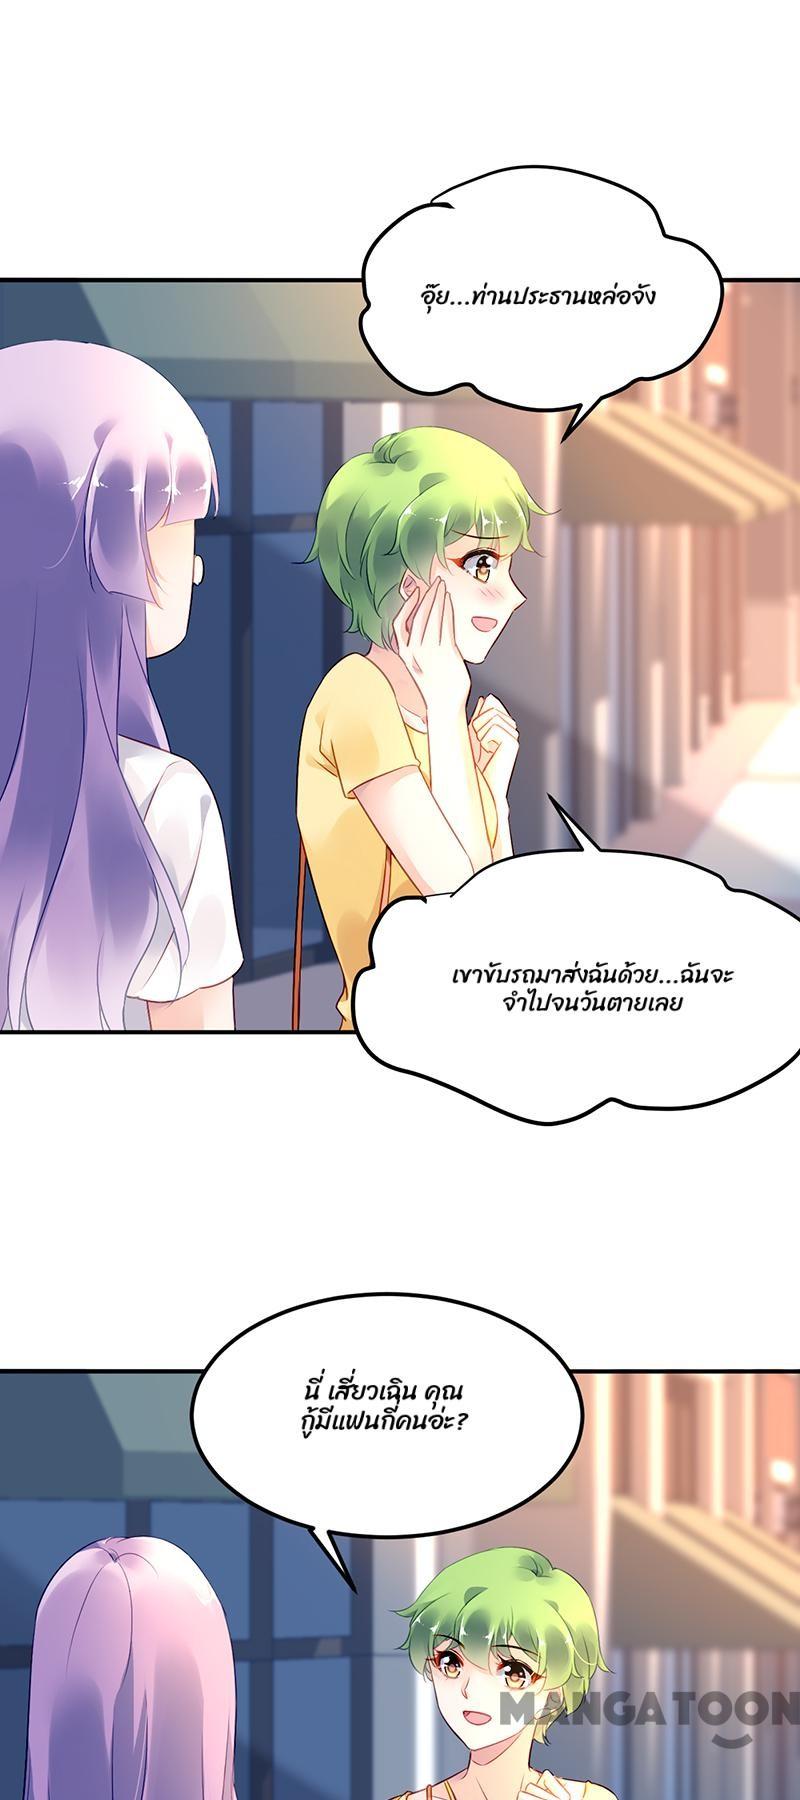 อุ๊ย...ท่านประธานหล่อจัง
เขาขับรถมาส่งฉันด้วย...ฉันจะ
จำไปจนวันตายเลย
นี่ เสี่ยวเฉิน คุณ
กู้มีแฟนกี่คนอ่ะ?
MANGATOON